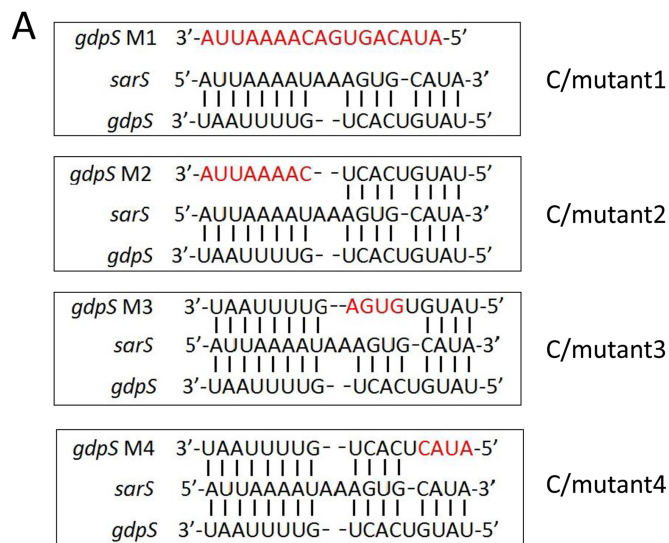 A
gdpS M1 3’-AUUAAAACAGUGACAUA-5’
sarS 5’-AUUAAAAUAAAGUG-CAUA-3’
gdpS 3’-UAAUUUUG- -UCACUGUAU-5’
C/mutant1
gdpS M2 3’-AUUAAAAC- -UCACUGUAU-5’
sarS 5’-AUUAAAAUAAAGUG-CAUA-3’
gdpS 3’-UAAUUUUG- -UCACUGUAU-5’
C/mutant2
gdpS M3 3’-UAAUUUUG--AGUGUGUAU-5’
sarS 5’-AUUAAAAUAAAGUG-CAUA-3’
gdpS 3’-UAAUUUUG- -UCACUGUAU-5’
C/mutant3
gdpS M4 3’-UAAUUUUG- -UCACUCAUA-5’
sarS 5’-AUUAAAAUAAAGUG-CAUA-3’
gdpS 3’-UAAUUUUG- -UCACUGUAU-5’
C/mutant4